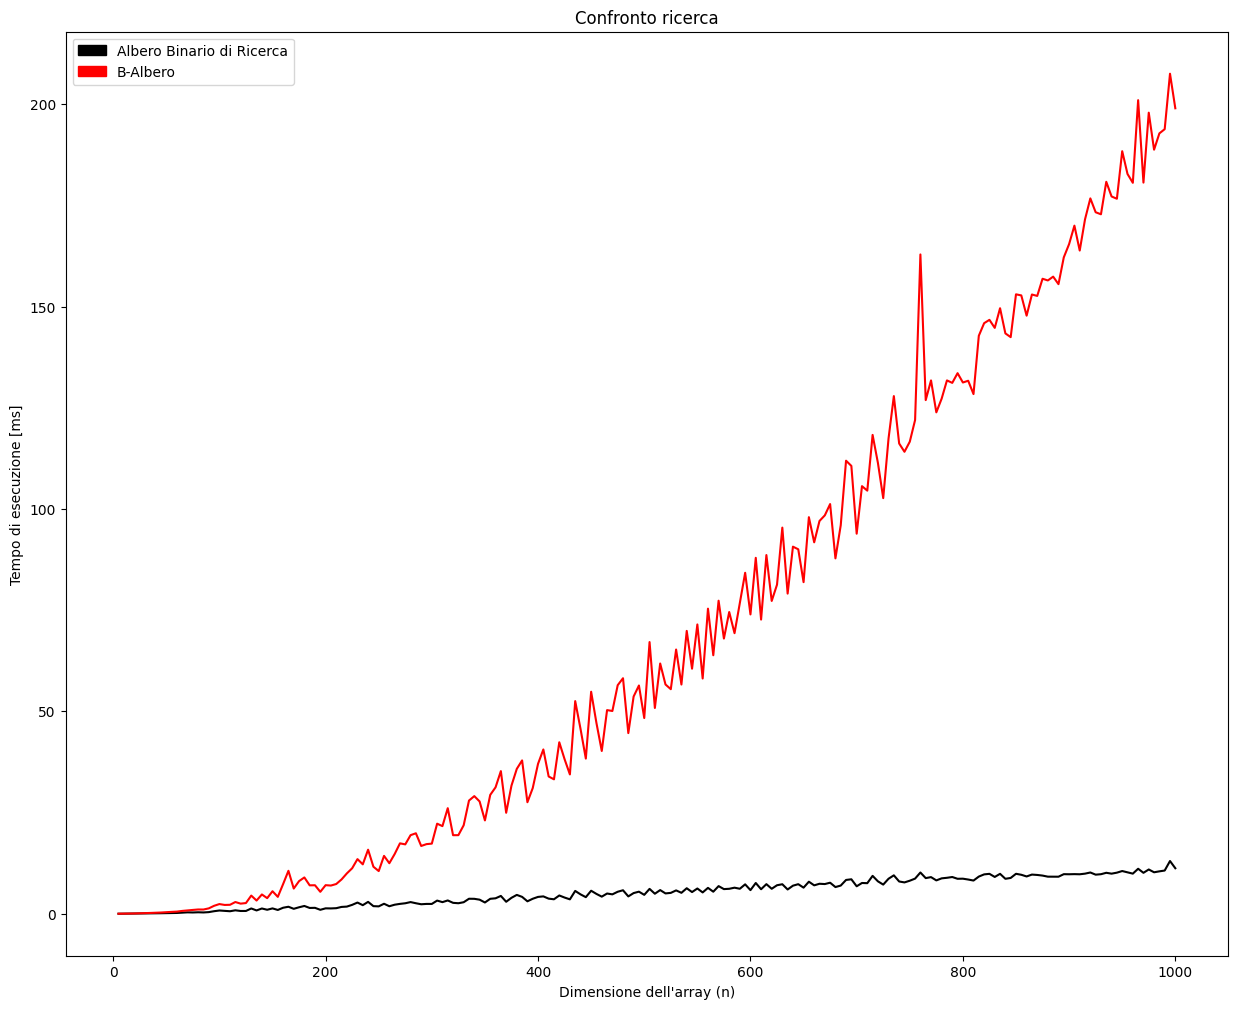 Confronto ricerca
Albero Binario di Ricerca
B-Albero
Tempo di esecuzione [ms]
200
150
100
50
0
0 200 400 600 800 1000
Dimensione dell'array (n)